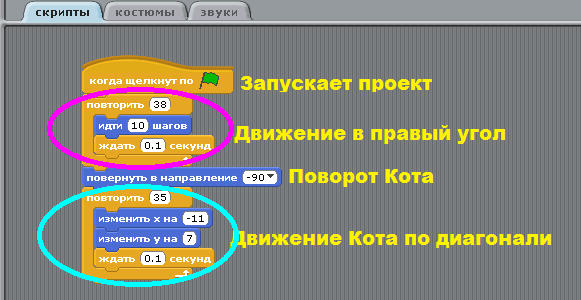 скрипты костюмы звуки
когда щелкнут по Запускает проект
повторить 38
идти 10 шагов Движение в правый угол
ждать 0.1 секунд
повернуть в направление -90 Поворот Кота
повторить 35
изменить х на -11
изменить у на 7 Движение Кота по диагонали
ждать 0.1 секунд